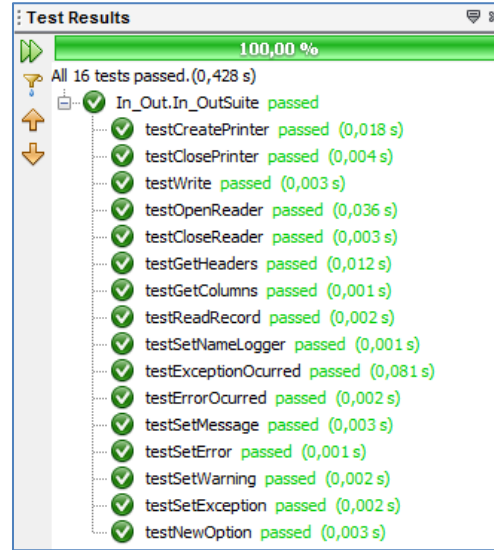 Test Results
100,00 %
All 16 tests passed.(0,428 s)
In_Out.In_OutSuite passed
testCreatePrinter passed (0,018 s)
testClosePrinter passed (0,004 s)
testWrite passed (0,003 s)
testOpenReader passed (0,036 s)
testCloseReader passed (0,003 s)
testGetHeaders passed (0,012 s)
testGetColumns passed (0,001 s)
testReadRecord passed (0,002 s)
testSetNameLogger passed (0,001 s)
testExceptionOcurred passed (0,081 s)
testErrorOcurred passed (0,002 s)
testSetMessage passed (0,003 s)
testSetError passed (0,001 s)
testSetWarning passed (0,002 s)
testSetException passed (0,002 s)
testNewOption passed (0,003 s)